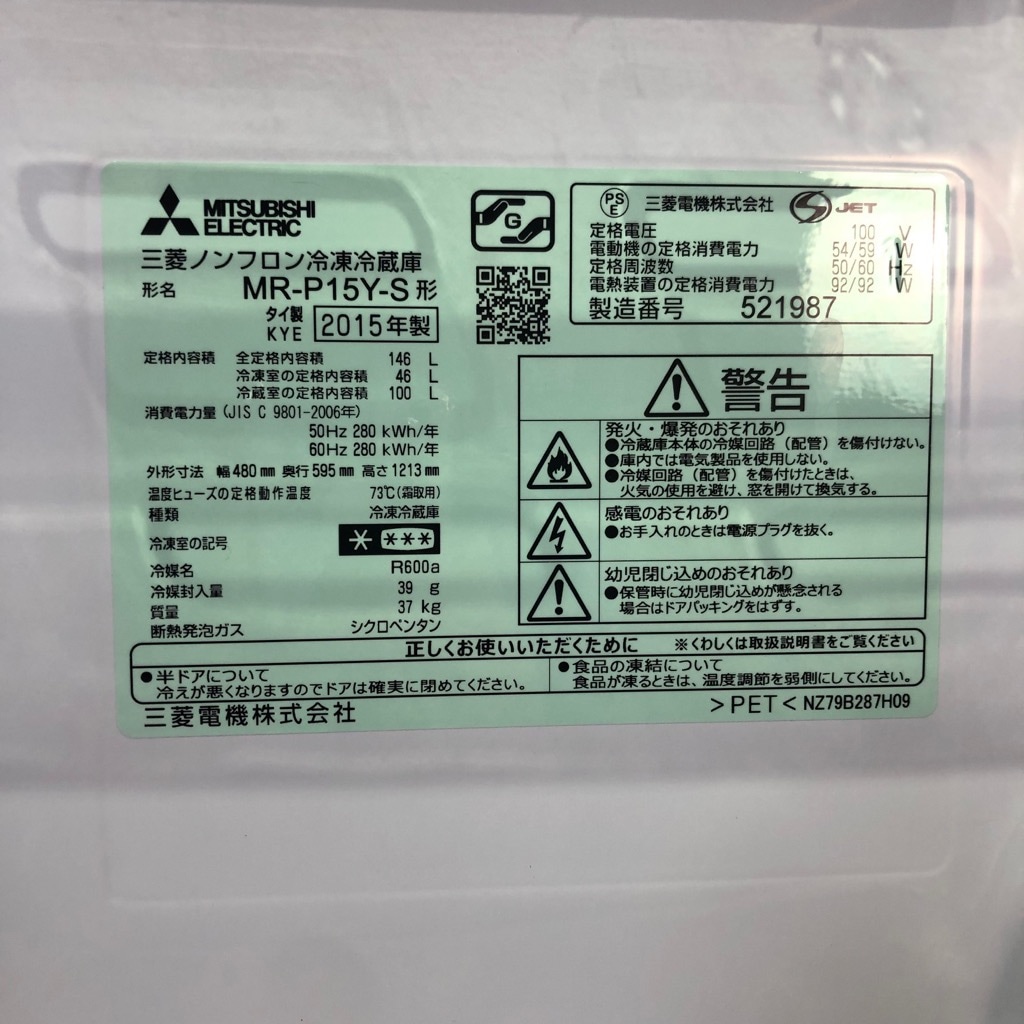 MITSUBISHI
ELECTRIC
三菱ノンフロン冷凍冷蔵庫
形名 MR-P15Y-S 形
タイ製
KYE 2015年製
G
定格内容積 全定格内容積 146 L
冷凍室の定格内容積 46 L
冷蔵室の定格内容積 100 L
消費電力量 (JIS C 9801-2006年)
50Hz 280 kWh/年
60Hz 280 kWh/年
外形寸法 幅 480 mm 奥行 595 mm 高さ 1213 mm
温度ヒューズの定格動作温度 73℃(霜取用)
種類 冷凍冷蔵庫
冷凍室の記号
冷媒名 R600a
冷媒封入量 39 g
質量 37 kg
断熱発泡ガス シクロペンタン
PS
E 三菱電機株式会社 S JET
定格電圧 100 V
電動機の定格消費電力 54/59 W
定格周波数 50/60 Hz
電熱装置の定格消費電力 92/92 W
製造番号 521987
警告
発火・爆発のおそれあり
●冷蔵庫本体の冷媒回路(配管)を傷付けない。
●庫内では電気製品を使用しない。
●冷媒回路(配管)を傷付けたときは、
火気の使用を避け、窓を開けて換気する。
感電のおそれあり
●お手入れのときは電源プラグを抜く。
幼児閉じ込めのおそれあり
●保管時に幼児閉じ込めが懸念される
場合はドアパッキングをはずす。
正しくお使いいただくために ※くわしくは取扱説明書をご覧ください
●半ドアについて
冷えが悪くなりますのでドアは確実に閉めてください。
●食品の凍結について
食品が凍るときは、温度調節を弱側にしてください。
三菱電機株式会社
>PET< NZ79B287H09